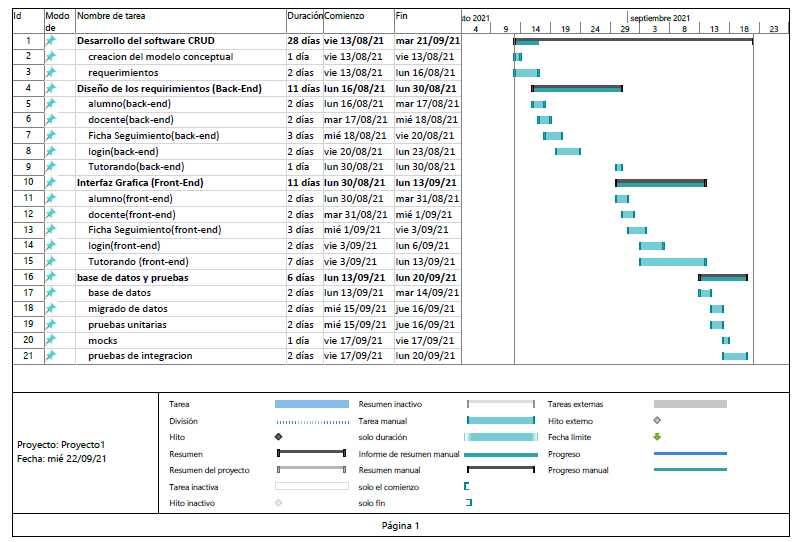 Id Modo de Nombre de tarea Duración Comienzo Fin sto 2021 septiembre 2021
4 9 14 19 24 29 3 8 13 18 23
1 Desarrollo del software CRUD 28 días vie 13/08/21 mar 21/09/21
2 creacion del modelo conceptual 1 día vie 13/08/21 vie 13/08/21
3 requerimientos 2 días vie 13/08/21 lun 16/08/21
4 Diseño de los requirimientos (Back-End) 11 días lun 16/08/21 lun 30/08/21
5 alumno(back-end) 2 días lun 16/08/21 mar 17/08/21
6 docente(back-end) 2 días mar 17/08/21 mié 18/08/21
7 Ficha Seguimiento(back-end) 3 días mié 18/08/21 vie 20/08/21
8 login(back-end) 2 días vie 20/08/21 lun 23/08/21
9 Tutorando(back-end) 1 día lun 30/08/21 lun 30/08/21
10 Interfaz Grafica (Front-End) 11 días lun 30/08/21 lun 13/09/21
11 alumno(front-end) 2 días lun 30/08/21 mar 31/08/21
12 docente(front-end) 2 días mar 31/08/21 mié 1/09/21
13 Ficha Seguimiento(front-end) 3 días mié 1/09/21 vie 3/09/21
14 login(front-end) 2 días vie 3/09/21 lun 6/09/21
15 Tutorando (front-end) 7 días vie 3/09/21 lun 13/09/21
16 base de datos y pruebas 6 días lun 13/09/21 lun 20/09/21
17 base de datos 2 días lun 13/09/21 mar 14/09/21
18 migrado de datos 2 días mié 15/09/21 jue 16/09/21
19 pruebas unitarias 2 días mié 15/09/21 jue 16/09/21
20 mocks 1 día vie 17/09/21 vie 17/09/21
21 pruebas de integracion 2 días vie 17/09/21 lun 20/09/21
Proyecto: Proyecto1
Fecha: mié 22/09/21
Tarea Resumen inactivo Tareas externas
División Tarea manual Hito externo
Hito solo duración Fecha límite
Resumen Informe de resumen manual Progreso
Resumen del proyecto Resumen manual Progreso manual
Tarea inactiva solo el comienzo
Hito inactivo solo fin
Página 1